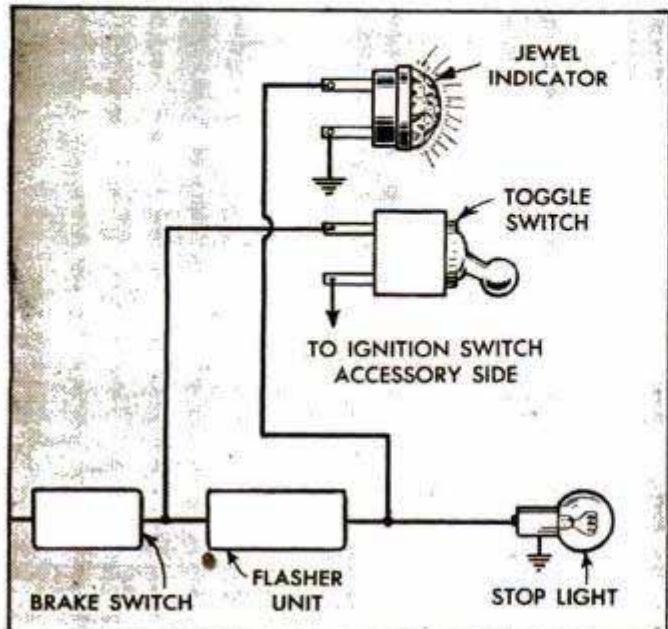 JEWEL
INDICATOR
TOGGLE
SWITCH
TO IGNITION SWITCH
ACCESSORY SIDE
BRAKE SWITCH
FLASHER
UNIT
STOP LIGHT